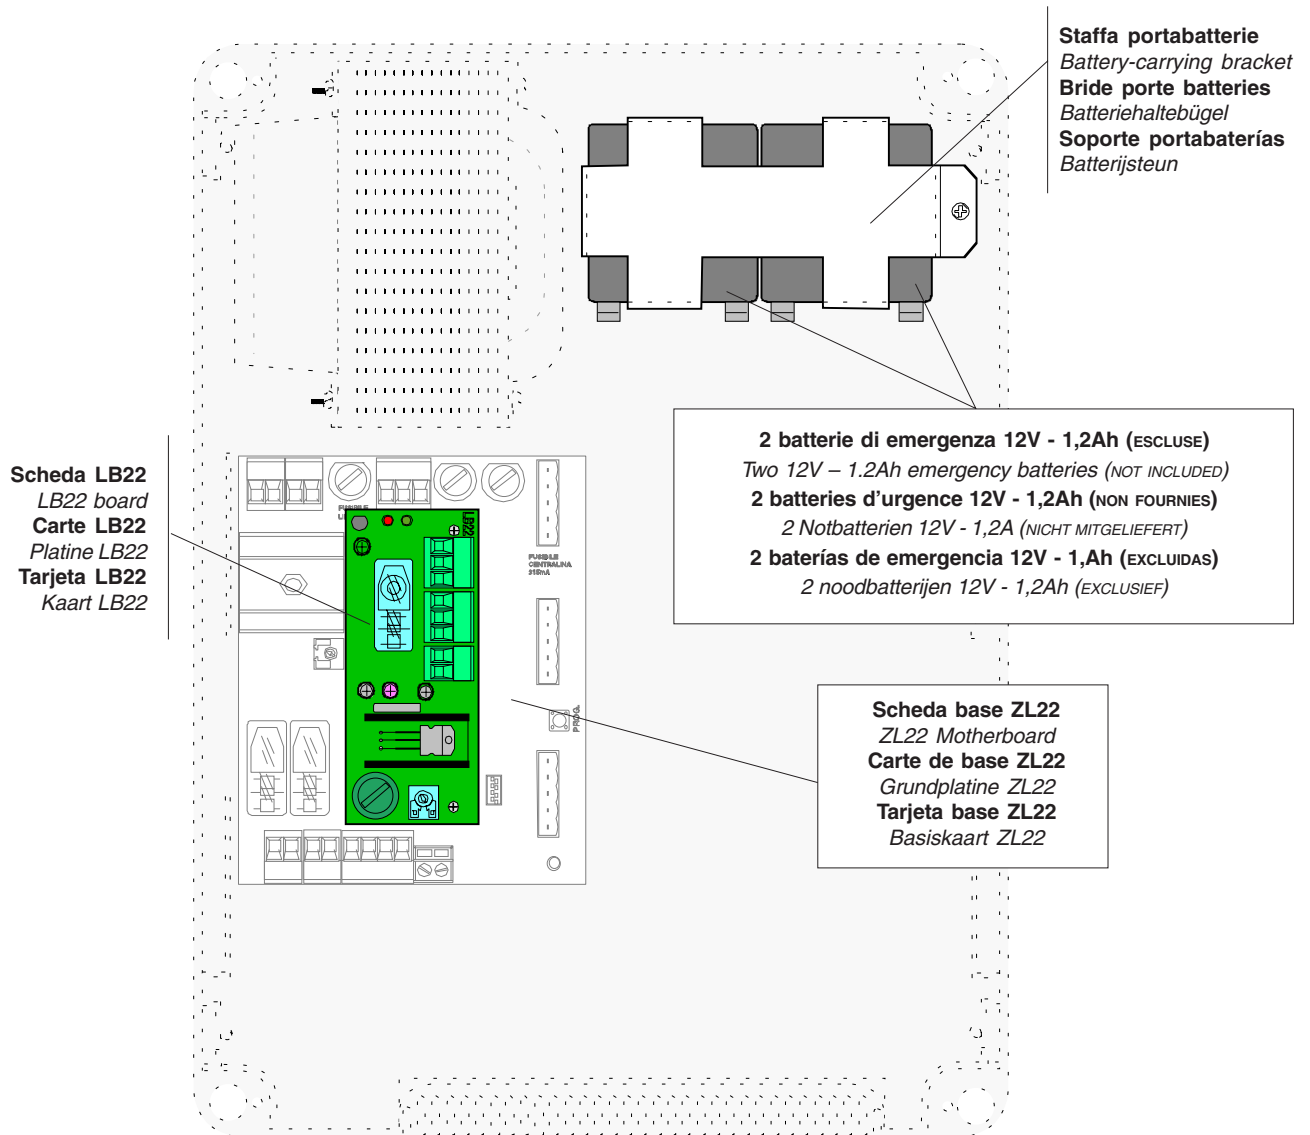 Staffa portabatterie
Battery-carrying bracket
Bride porte batteries
Batteriehaltebügel
Soporte portabaterías
Batterijsteun
2 batterie di emergenza 12V - 1,2Ah (ESCLUSE)
Two 12V – 1.2Ah emergency batteries (NOT INCLUDED)
2 batteries d'urgence 12V - 1,2Ah (NON FOURNIES)
2 Notbatterien 12V - 1,2A (NICHT MITGELIEFERT)
2 baterías de emergencia 12V - 1,Ah (EXCLUIDAS)
2 noodbatterijen 12V - 1,2Ah (EXCLUSIEF)
Scheda LB22
LB22 board
Carte LB22
Platine LB22
Tarjeta LB22
Kaart LB22
LB22
FUSIBILE
CENTRALINA
315mA
PROG.
Scheda base ZL22
ZL22 Motherboard
Carte de base ZL22
Grundplatine ZL22
Tarjeta base ZL22
Basiskaart ZL22